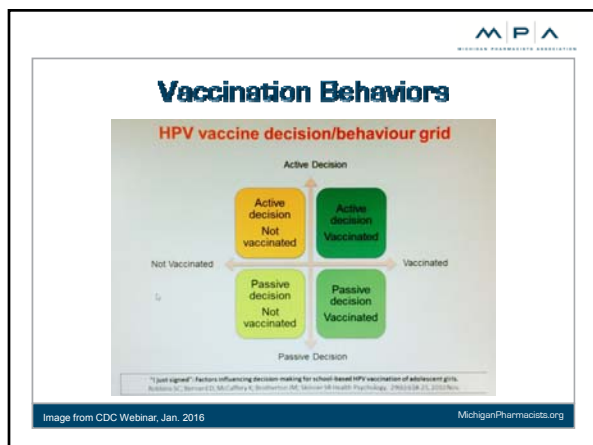 MPA
MICHIGAN PHARMACISTS ASSOCIATION
Vaccination Behaviors
HPV vaccine decision/behaviour grid
Active Decision
Active
decision
Not
vaccinated
Active
decision
Vaccinated
Not Vaccinated
Vaccinated
Passive
decision
Not
vaccinated
Passive
decision
Vaccinated
Passive Decision
"I just signed": Factors influencing decision-making for school-based HPV vaccination of adolescent girls.
Health Psychology.
Image from CDC Webinar, Jan. 2016
MichiganPharmacists.org